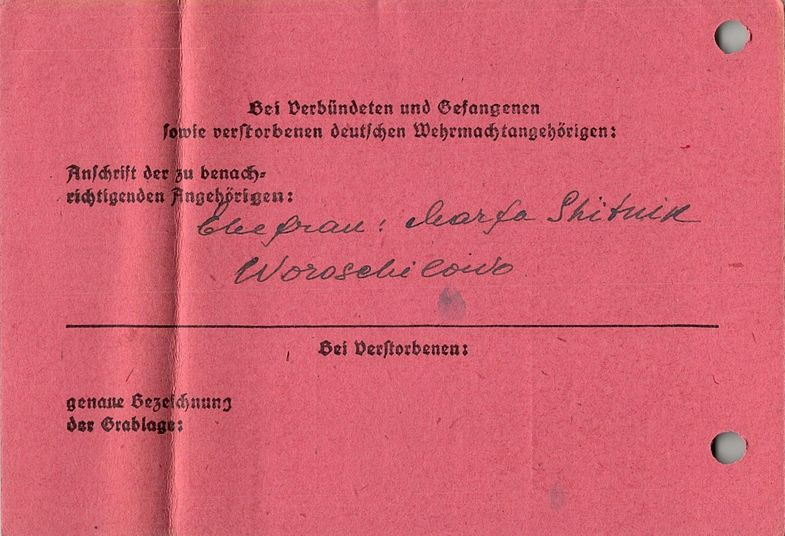 Bei Verbündeten und Gefangenen
sowie verstorbenen deutschen Wehrmachtangehörigen:
Anschrift der zu benach-
richtigenden Angehörigen:
Ehefrau: Marfa Shitnik
Woroschilowo
Bei Verstorbenen:
genaue Bezeichnung
der Grablage: